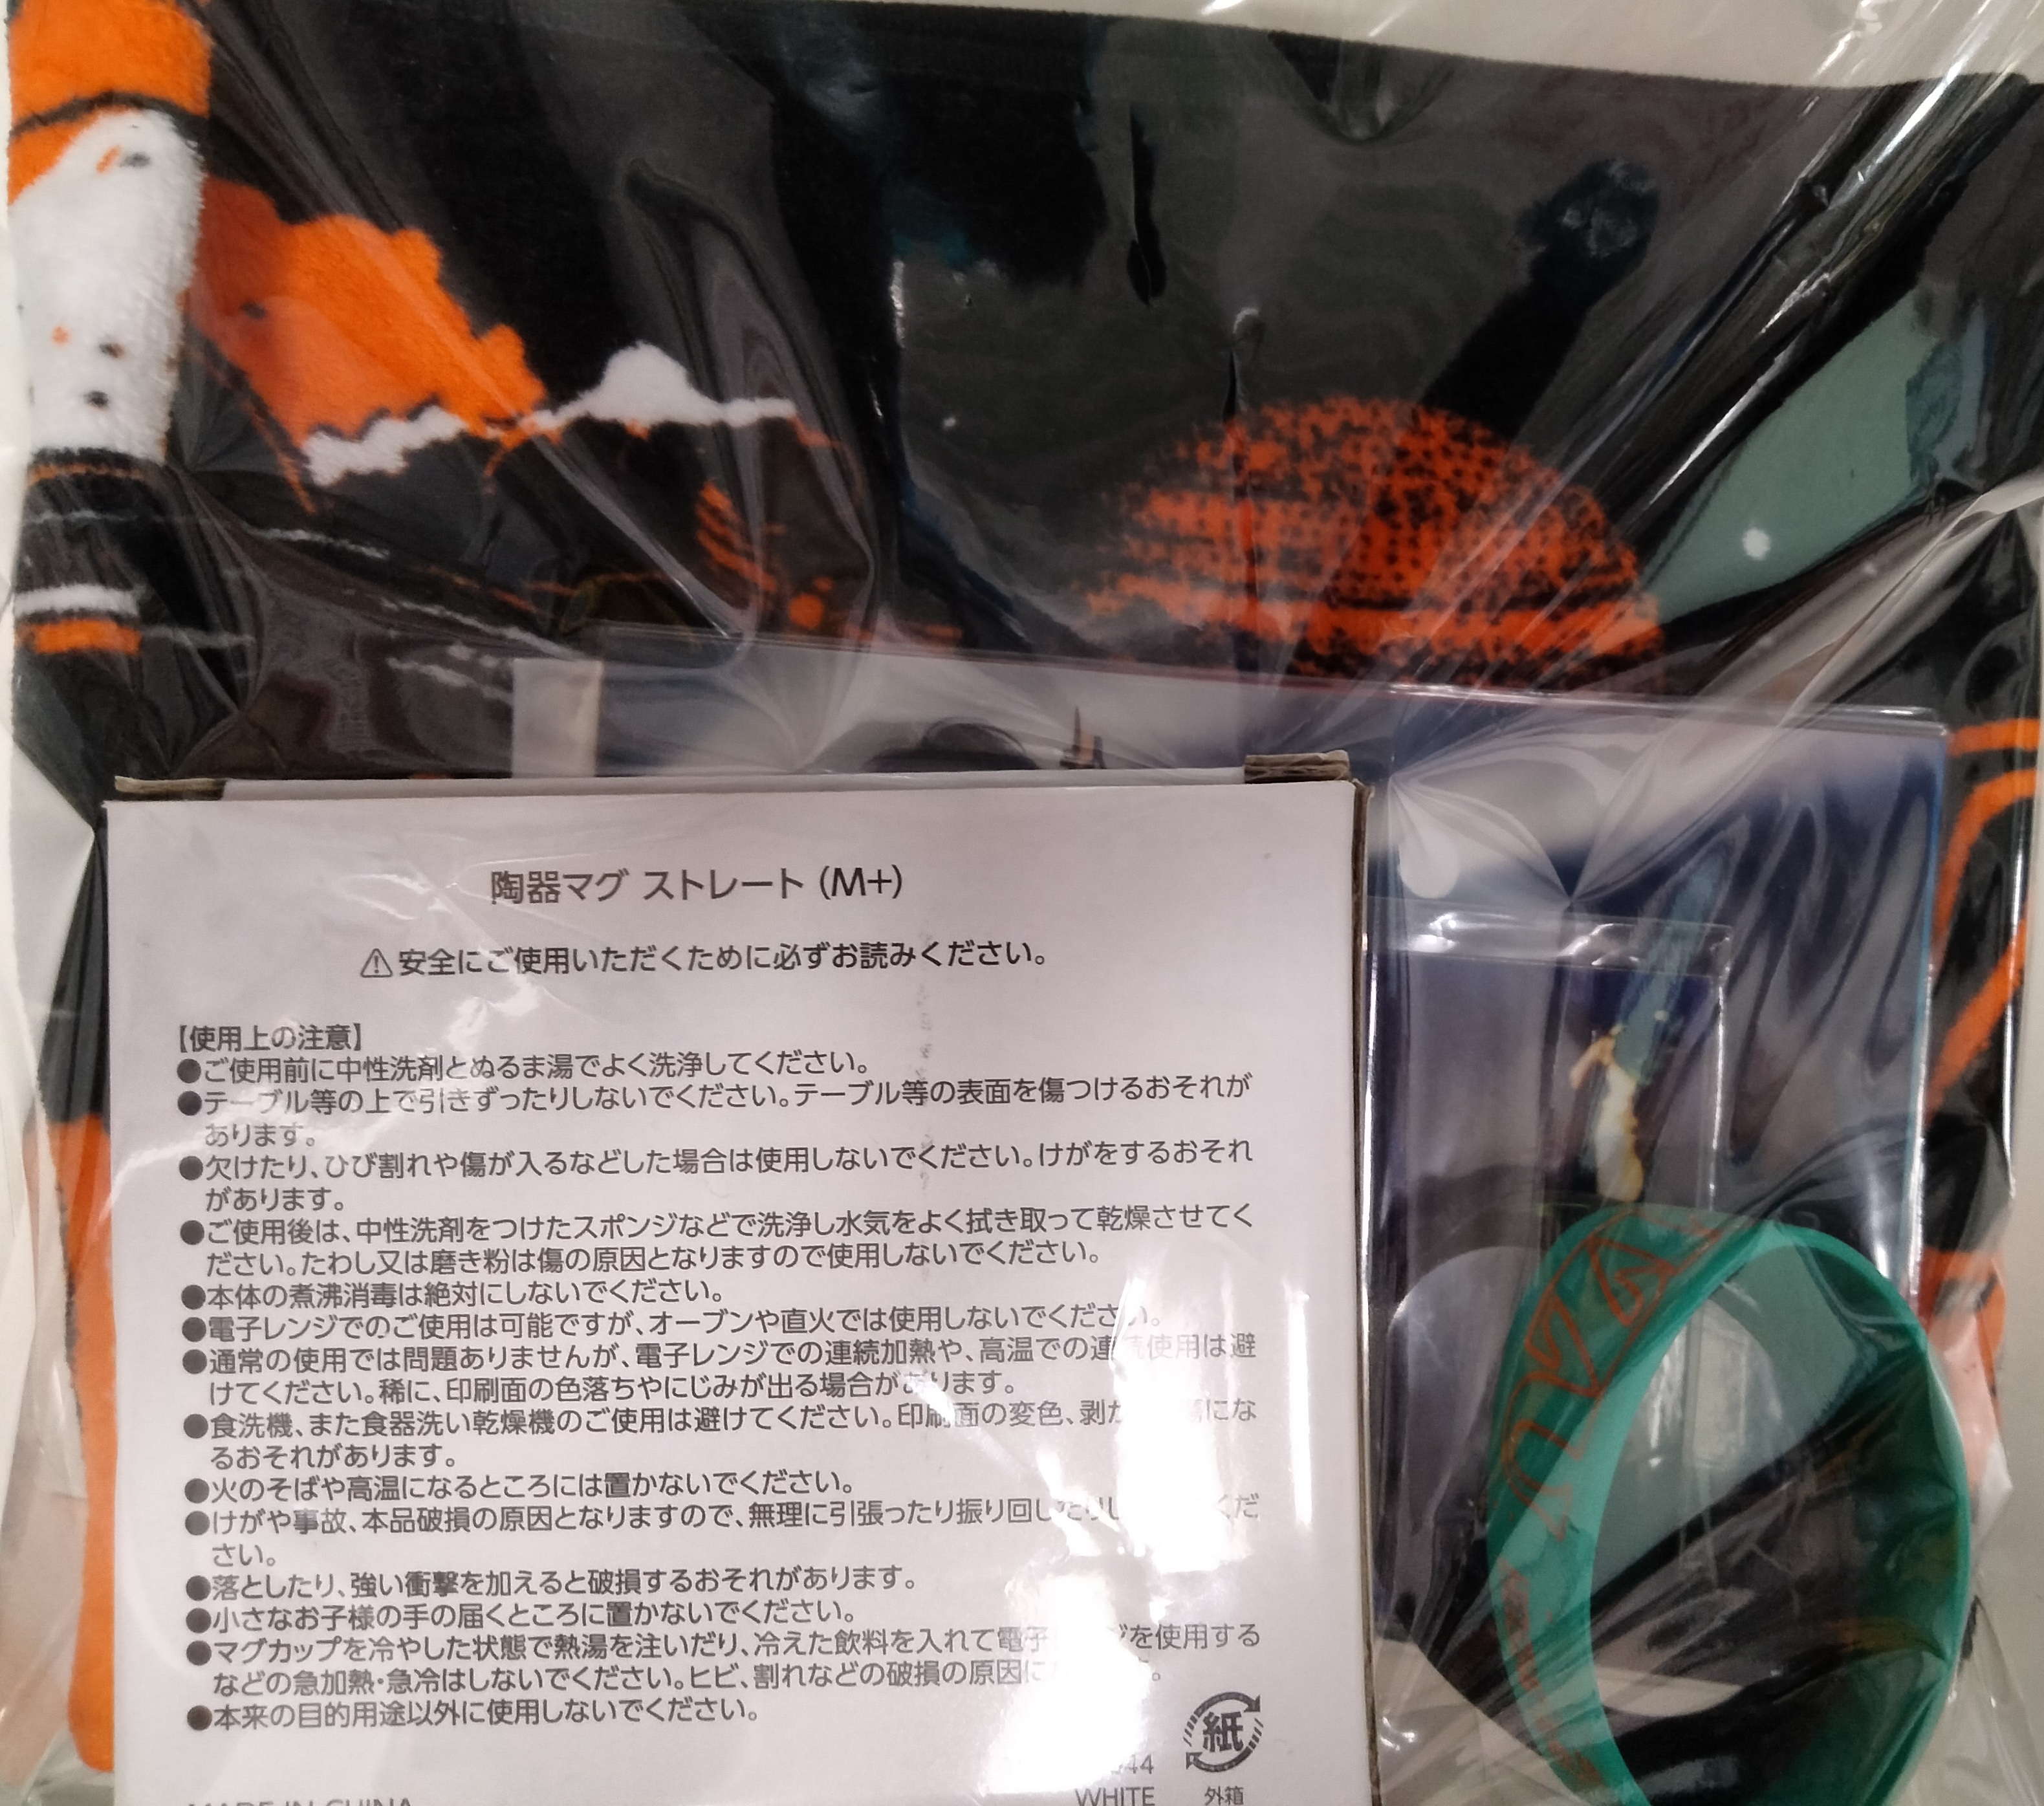 陶器マグ ストレート（M+）
⚠安全にご使用いただくために必ずお読みください。
【使用上の注意】
●ご使用前に中性洗剤とぬるま湯でよく洗浄してください。
●テーブル等の上で引きずったりしないでください。テーブル等の表面を傷つけるおそれが
あります。
●欠けたり、ひび割れや傷が入るなどした場合は使用しないでください。けがをするおそれ
があります。
●ご使用後は、中性洗剤をつけたスポンジなどで洗浄し水気をよく拭き取って乾燥させてく
ださい。たわし又は磨き粉は傷の原因となりますので使用しないでください。
●本体の煮沸消毒は絶対にしないでください。
●電子レンジでのご使用は可能ですが、オーブンや直火では使用しないでください。
●通常の使用では問題ありませんが、電子レンジでの連続加熱や、高温での連続使用は避
けてください。稀に、印刷面の色落ちやにじみが出る場合があります。
●食洗機、また食器洗い乾燥機のご使用は避けてください。印刷面の変色、剥がにな
るおそれがあります。
●火のそばや高温になるところには置かないでください。
●けがや事故、本品破損の原因となりますので、無理に引張ったり振り回したりしくだ
さい。
●落としたり、強い衝撃を加えると破損するおそれがあります。
●小さなお子様の手の届くところに置かないでください。
●マグカップを冷やした状態で熱湯を注いだり、冷えた飲料を入れて電子レンジを使用する
などの急加熱・急冷はしないでください。ヒビ、割れなどの破損の原因に。
●本来の目的用途以外に使用しないでください。
紙
44
MADE IN CHINA
WHITE
外箱